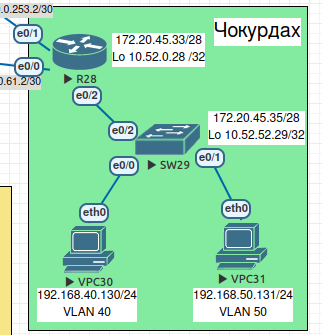 .0.253.2/30
Чокурдах
e0/1
172.20.45.33/28
Lo 10.52.0.28 /32
e0/0
0.61.2/30
R28
e0/2
172.20.45.35/28
Lo 10.52.52.29/32
e0/2
SW29
e0/0
e0/1
eth0
eth0
VPC30
VPC31
192.168.40.130/24
VLAN 40
192.168.50.131/24
VLAN 50